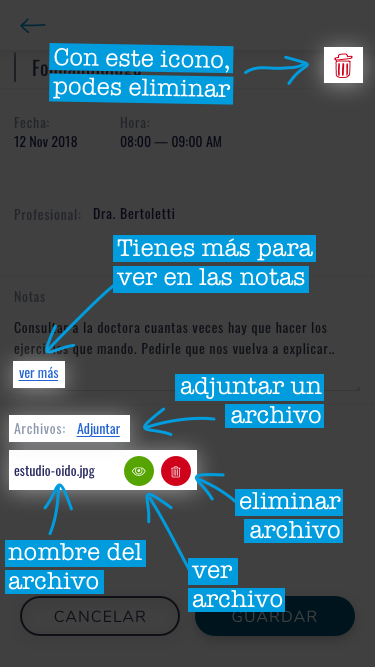 Con este icono,
podes eliminar
Fecha: Hora:
12 Nov 2018 08:00 — 09:00 AM
Profesional: Dra. Bertoletti
Tienes más para
ver en las notas
Notas
Consultar a la doctora cuantas veces hay que hacer los
ejercicios que mando. Pedirle que nos vuelva a explicar..
ver más
adjuntar un
archivo
Archivos: Adjuntar
estudio-oido.jpg
eliminar
archivo
nombre del
archivo
ver
archivo
CANCELAR GUARDAR